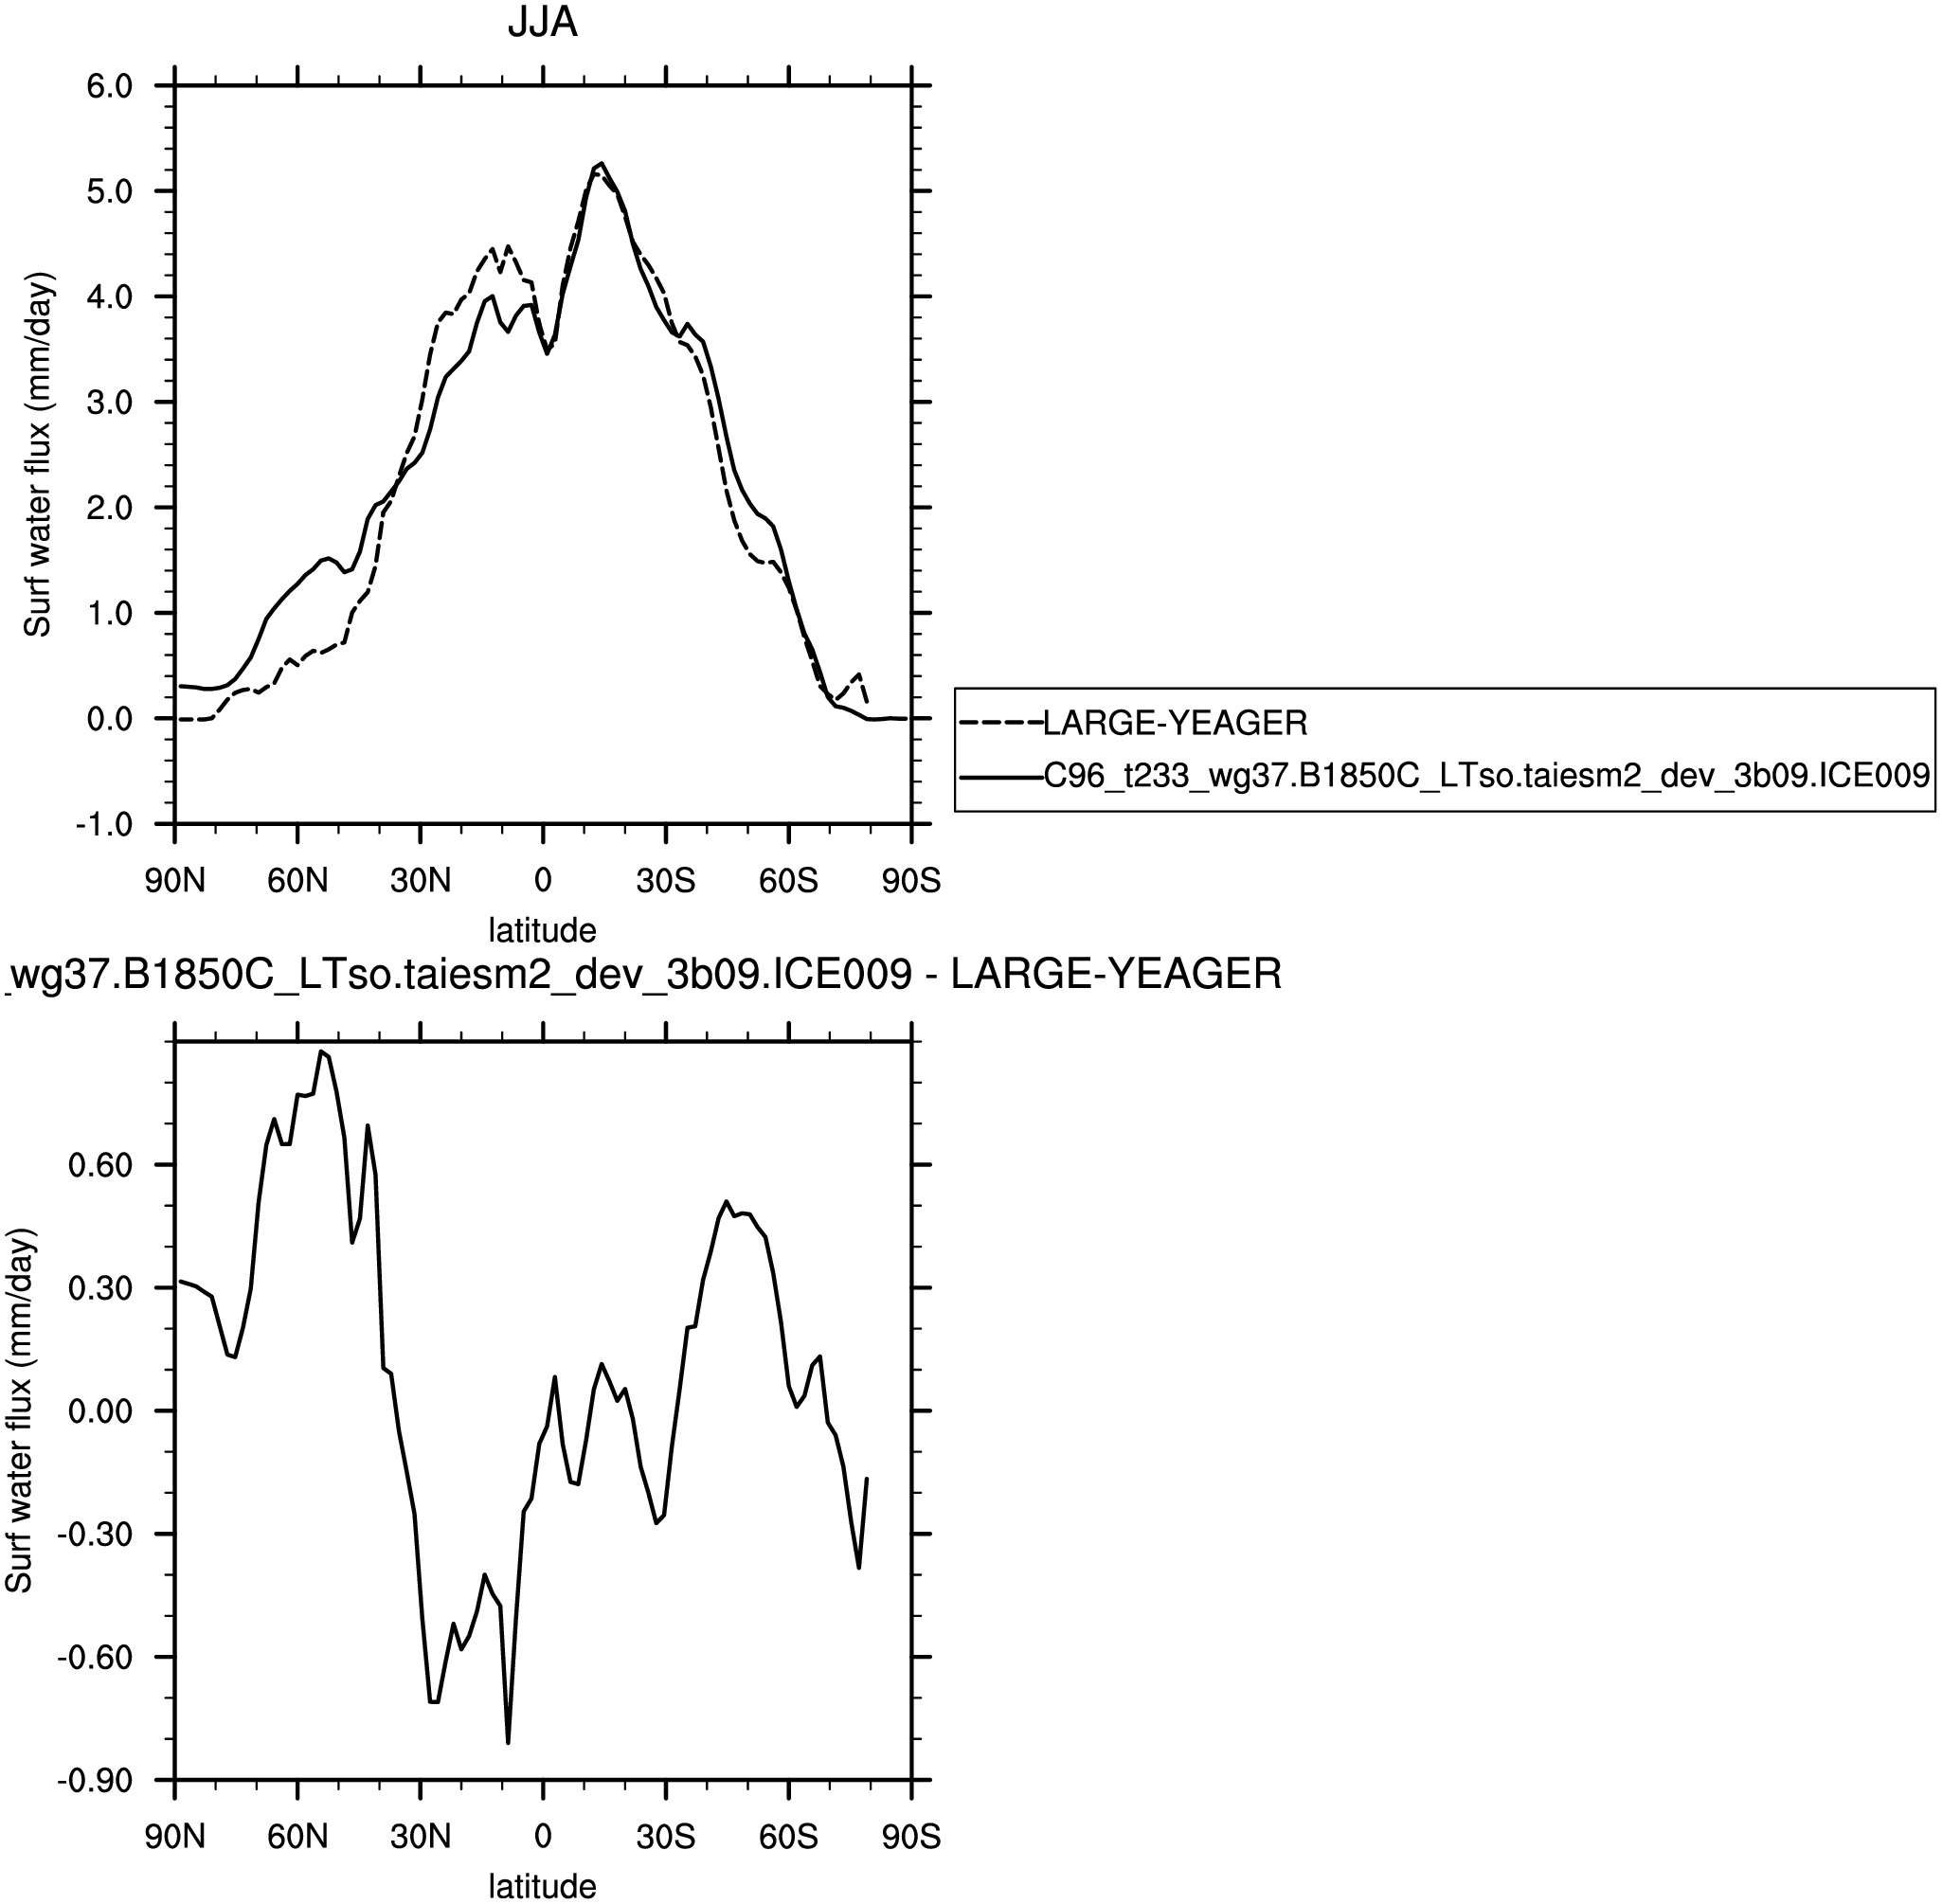 JJA
6.0
5.0
4.0
3.0
2.0
1.0
0.0
-1.0
Surf water flux (mm/day)
90N 60N 30N 0 30S 60S 90S
latitude
LARGE-YEAGER
C96_t233_wg37.B1850C_LTso.taiesm2_dev_3b09.ICE009
_wg37.B1850C_LTso.taiesm2_dev_3b09.ICE009 - LARGE-YEAGER
0.60
0.30
0.00
-0.30
-0.60
-0.90
Surf water flux (mm/day)
90N 60N 30N 0 30S 60S 90S
latitude